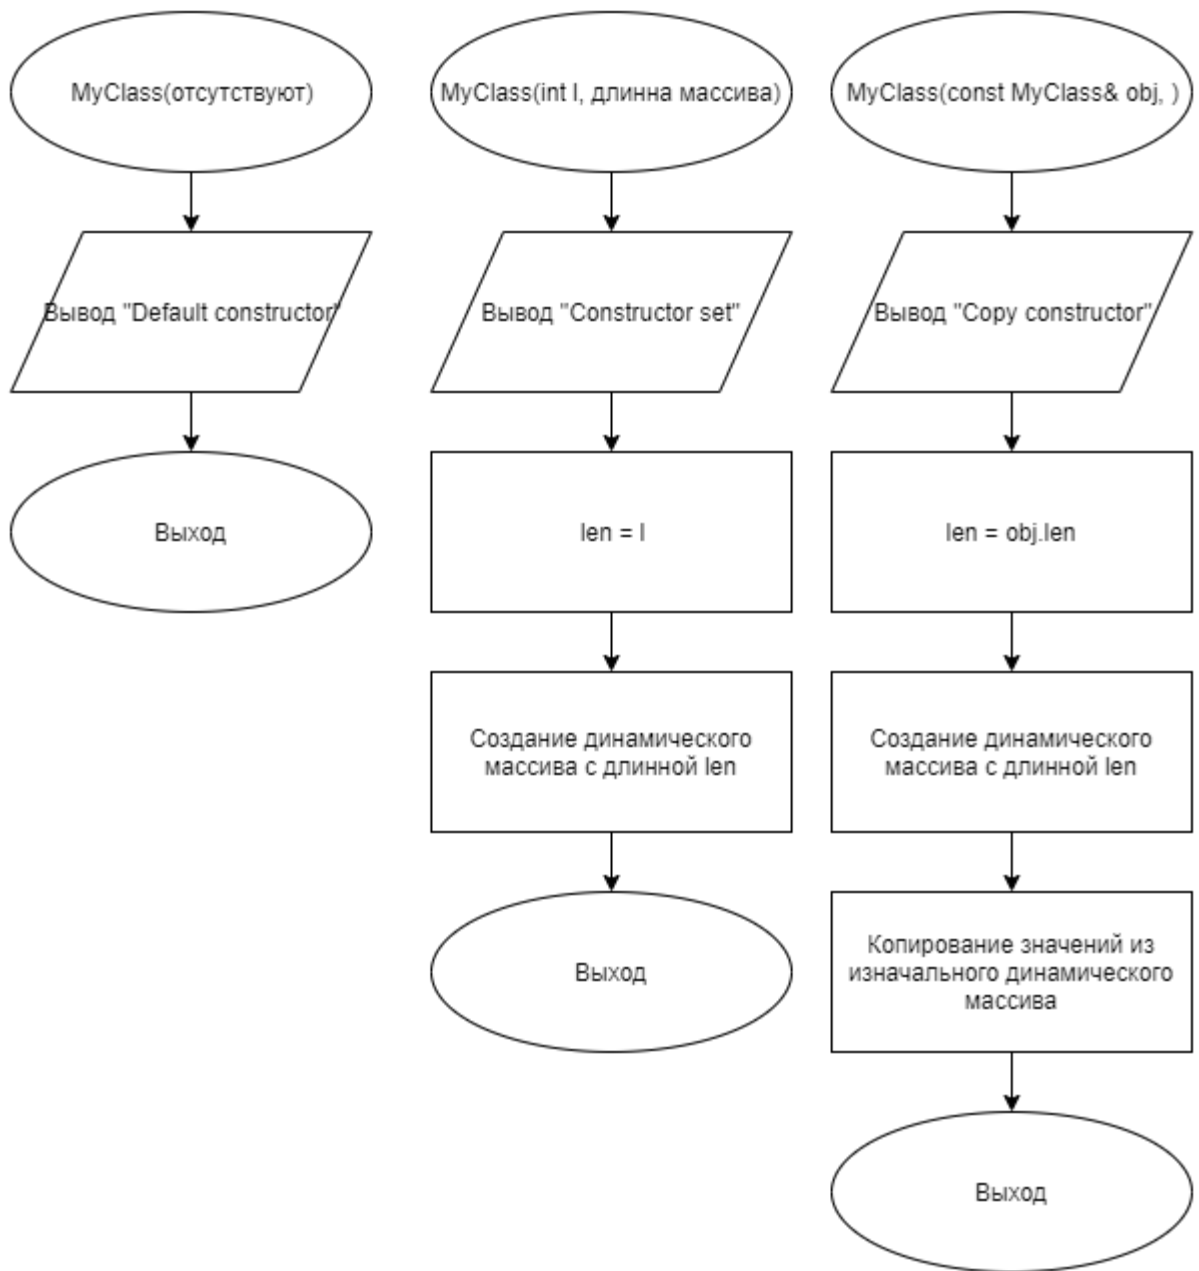 MyClass(отсутствуют)
Вывод "Default constructor"
Выход
MyClass(int l, длинна массива)
Вывод "Constructor set"
len = l
Создание динамического
массива с длинной len
Выход
MyClass(const MyClass& obj, )
Вывод "Copy constructor"
len = obj.len
Создание динамического
массива с длинной len
Копирование значений из
изначального динамического
массива
Выход